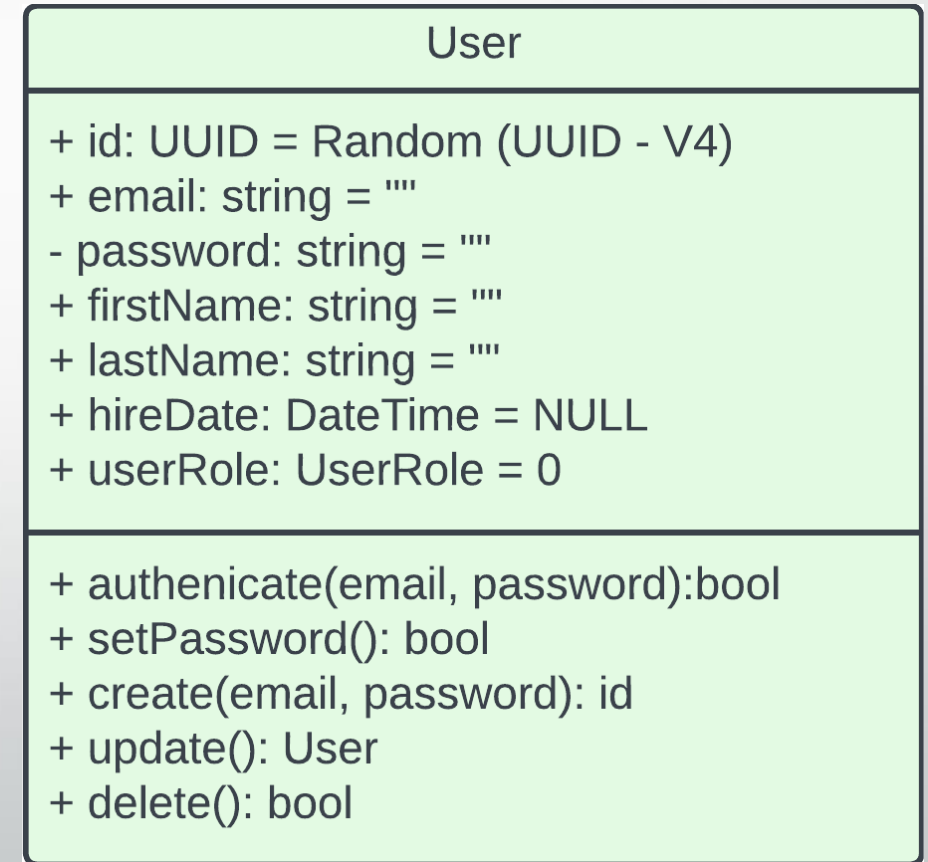 User
+ id: UUID = Random (UUID - V4)
+ email: string = ""
- password: string = ""
+ firstName: string = ""
+ lastName: string = ""
+ hireDate: DateTime = NULL
+ userRole: UserRole = 0
+ authenicate(email, password):bool
+ setPassword(): bool
+ create(email, password): id
+ update(): User
+ delete(): bool